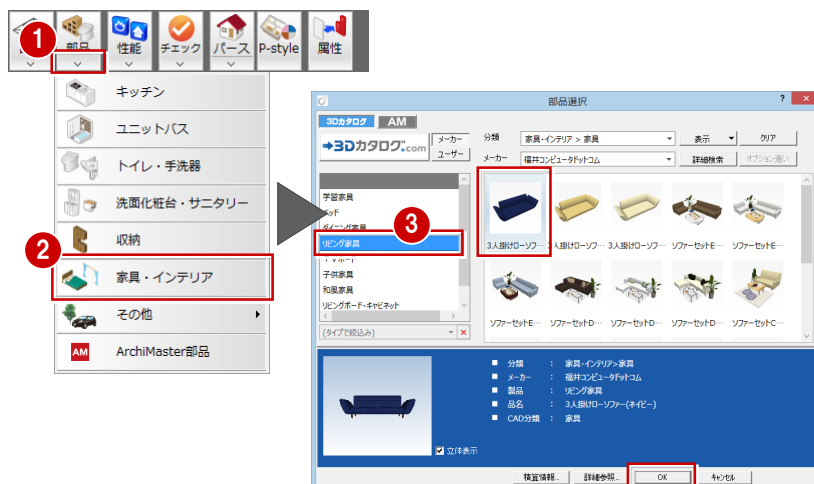 1
部品
性能
チェック
パース
P-style
属性
キッチン
ユニットバス
トイレ・手洗器
洗面化粧台・サニタリー
収納
2
家具・インテリア
その他
AM ArchiMaster部品
部品選択
? ×
3Dカタログ AM
3Dカタログ.com
メーカー
ユーザー
分類 家具・インテリア > 家具 表示 クリア
メーカー 福井コンピュータドットコム 詳細検索 オプション違い
学習家具
ベッド
ダイニング家具
3
リビング家具
TVボード
子供家具
和風家具
リビングボード・キャビネット
(タイプで絞込み)
3人掛けローソフ… 3人掛けローソフ… 3人掛けローソフ… ソファーセットE… ソファーセットE…
ソファーセットE… ソファーセットD… ソファーセットD… ソファーセットD… ソファーセットC…
■ 分類 : 家具・インテリア>家具
■ メーカー : 福井コンピュータドットコム
■ 製品 : リビング家具
■ 品名 : 3人掛けローソファー(ネイビー)
■ CAD分類 : 家具
立体表示
積算情報... 詳細参照... OK キャンセル